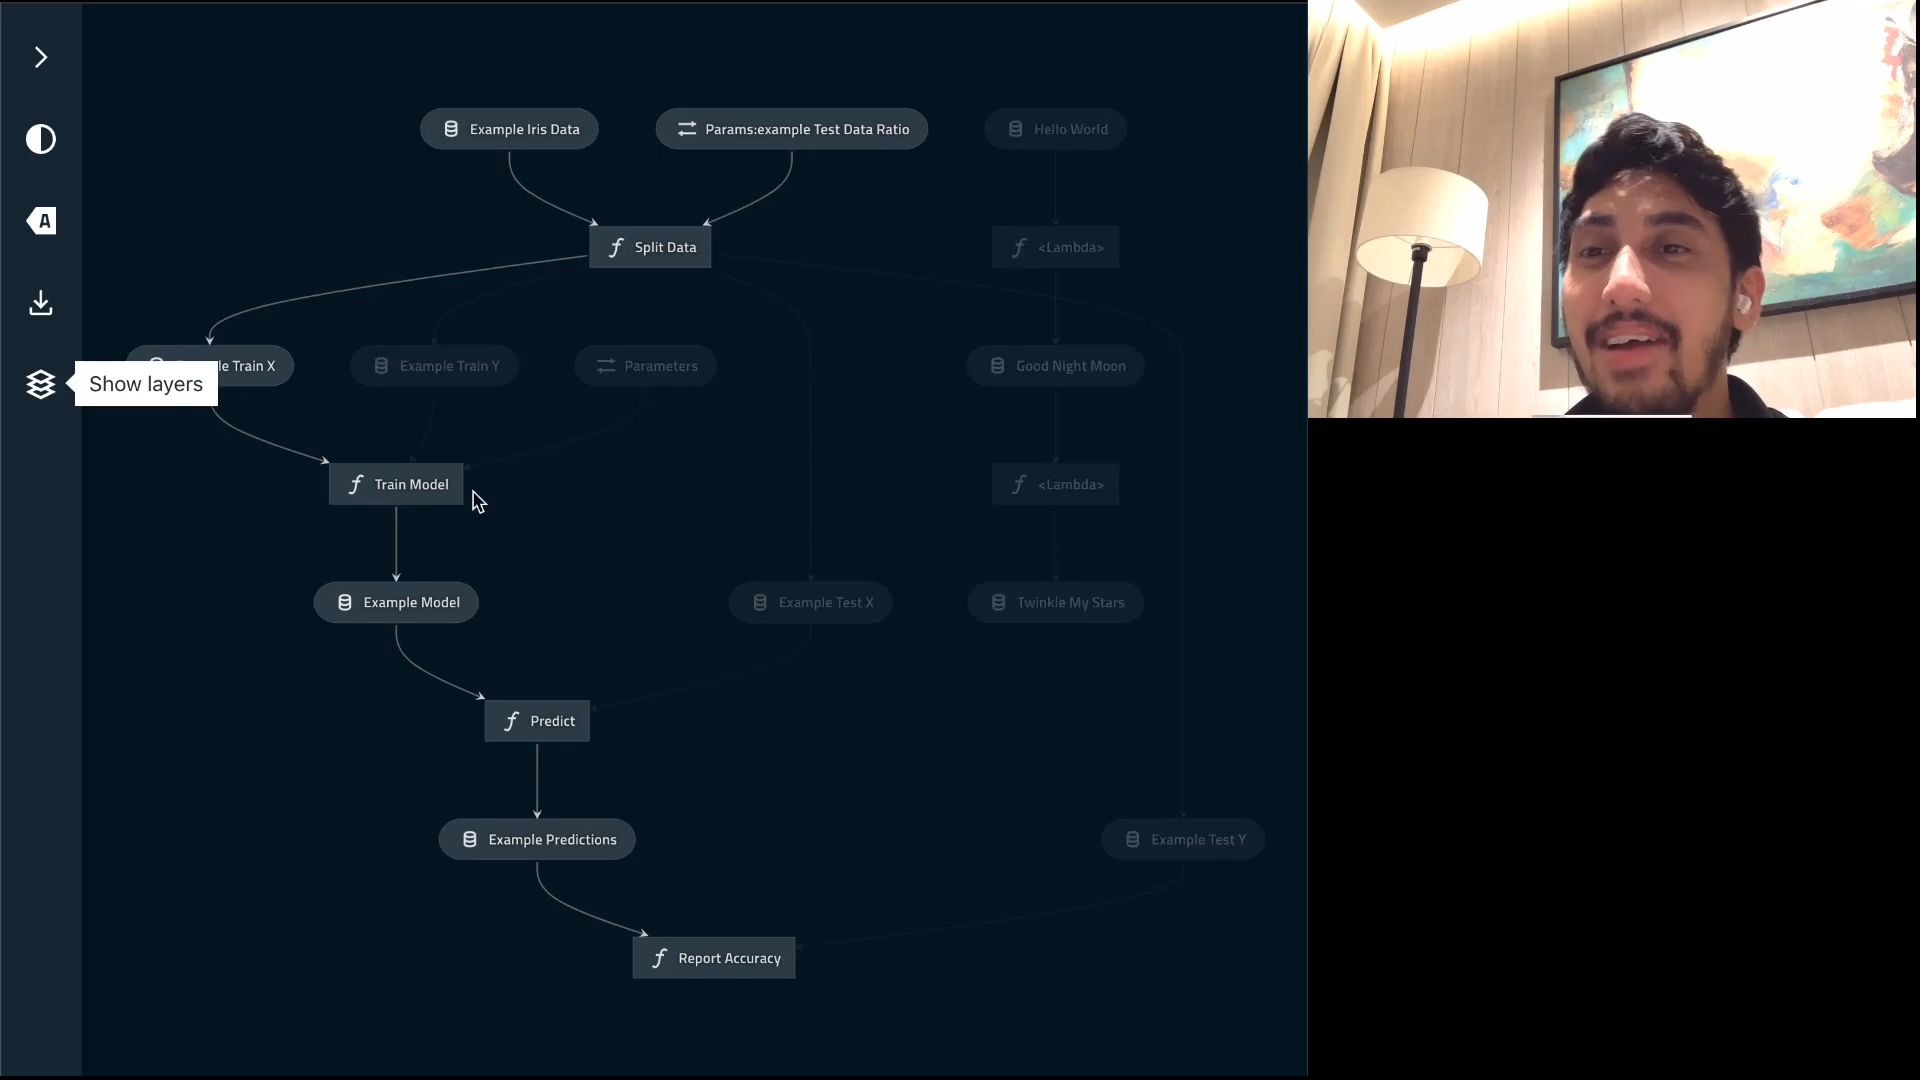 Example Iris Data
Params:example Test Data Ratio
Hello World
A
Split Data
<Lambda>
le Train X
Example Train Y
Parameters
Good Night Moon
Show layers
Train Model
<Lambda>
Example Model
Example Test X
Twinkle My Stars
Predict
Example Predictions
Example Test Y
Report Accuracy